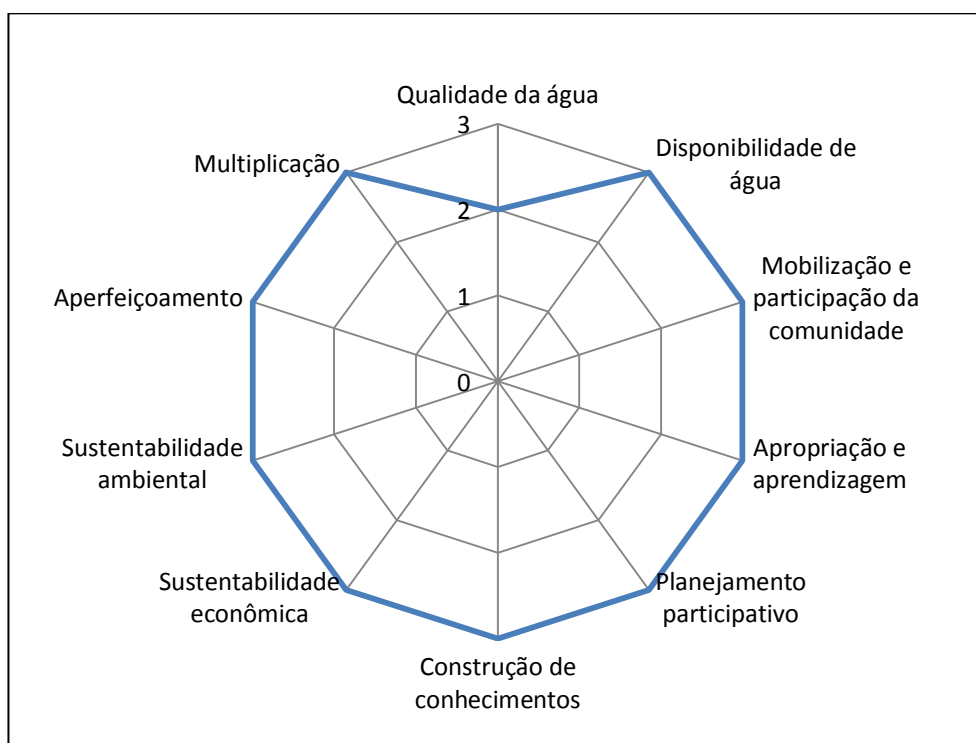 Qualidade da água
3
Disponibilidade de
água
Multiplicação
2
Mobilização e
participação da
comunidade
Aperfeiçoamento
1
0
Sustentabilidade
ambiental
Apropriação e
aprendizagem
Sustentabilidade
econômica
Planejamento
participativo
Construção de
conhecimentos